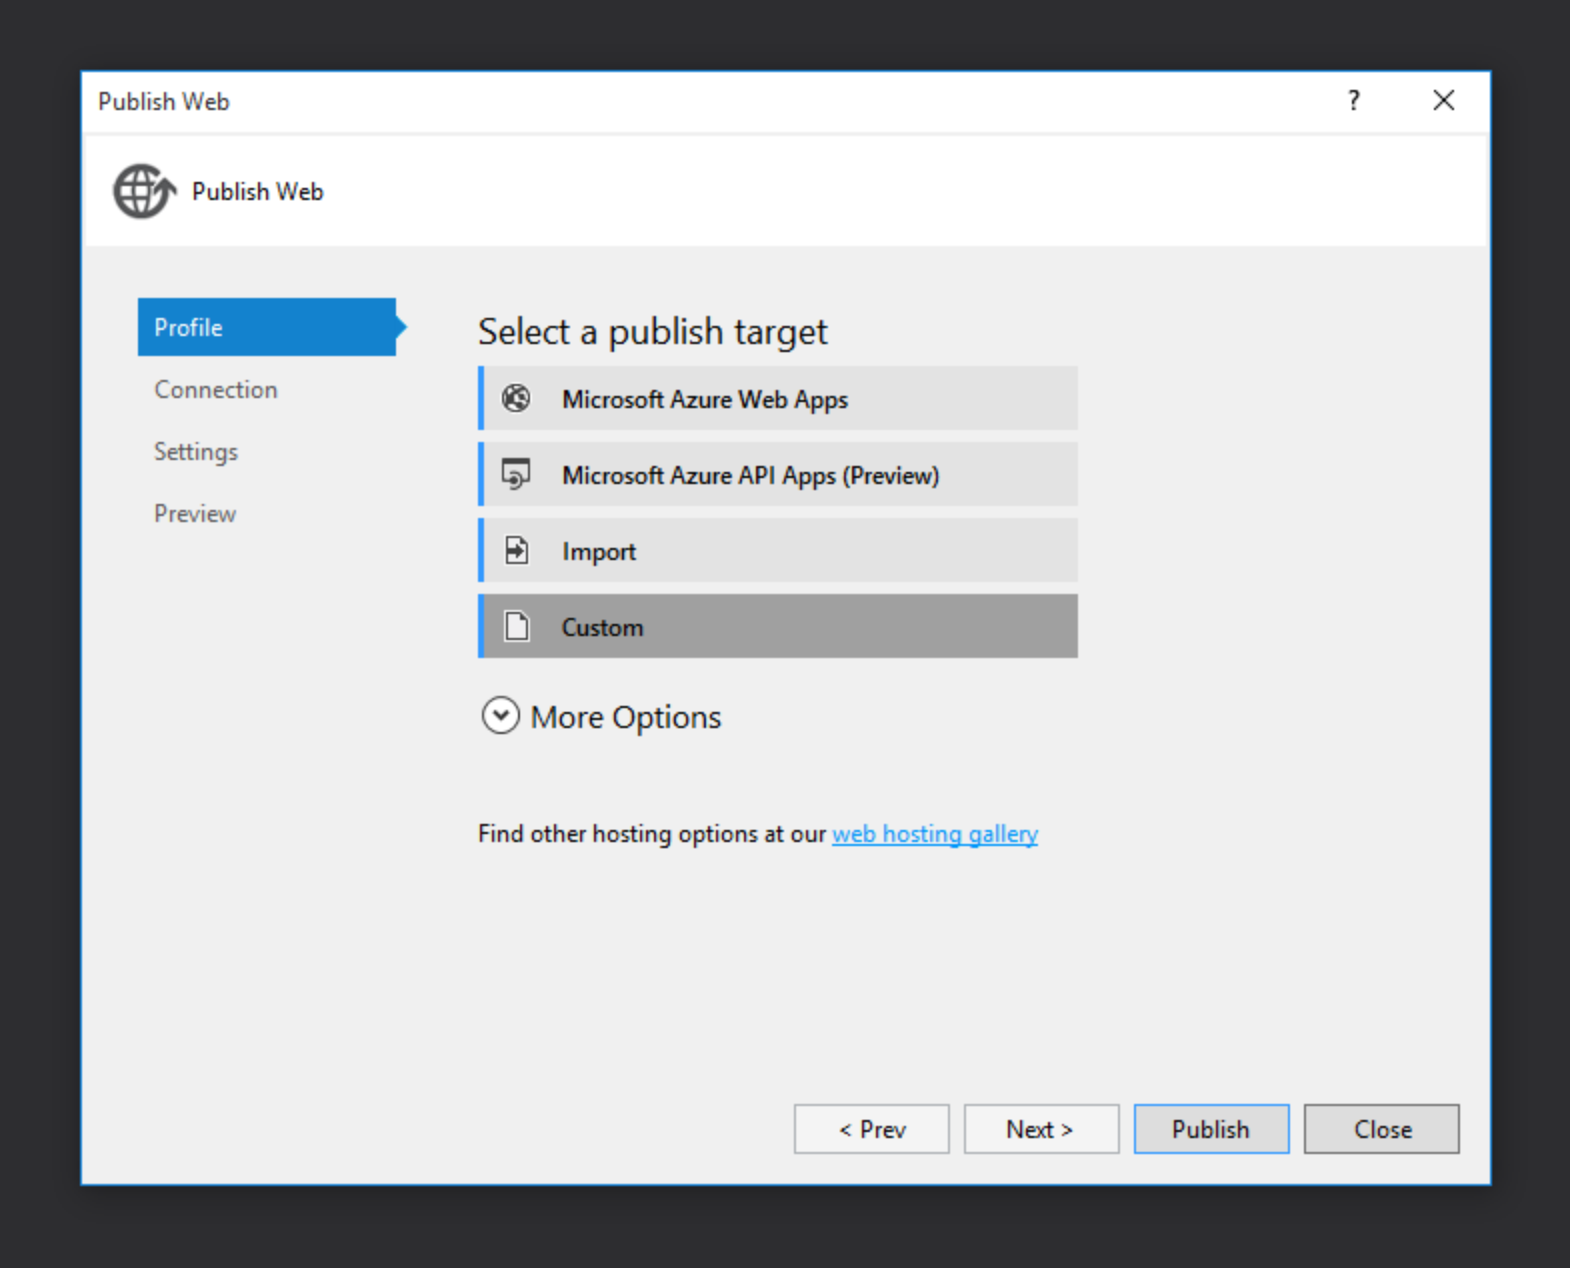 Publish Web
?
Publish Web
Profile
Connection
Settings
Preview
Select a publish target
Microsoft Azure Web Apps
Microsoft Azure API Apps (Preview)
Import
Custom
More Options
Find other hosting options at our web hosting gallery
< Prev
Next >
Publish
Close